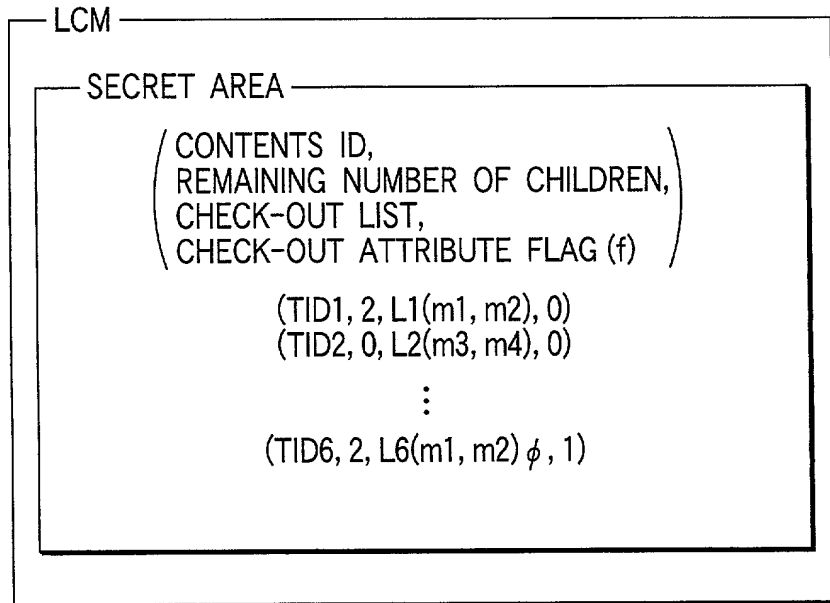 LCM
SECRET AREA
CONTENTS ID,
REMAINING NUMBER OF CHILDREN,
CHECK-OUT LIST,
CHECK-OUT ATTRIBUTE FLAG (f)
(TID1, 2, L1(m1, m2), 0)
(TID2, 0, L2(m3, m4), 0)
⋮
(TID6, 2, L6(m1, m2) ϕ, 1)